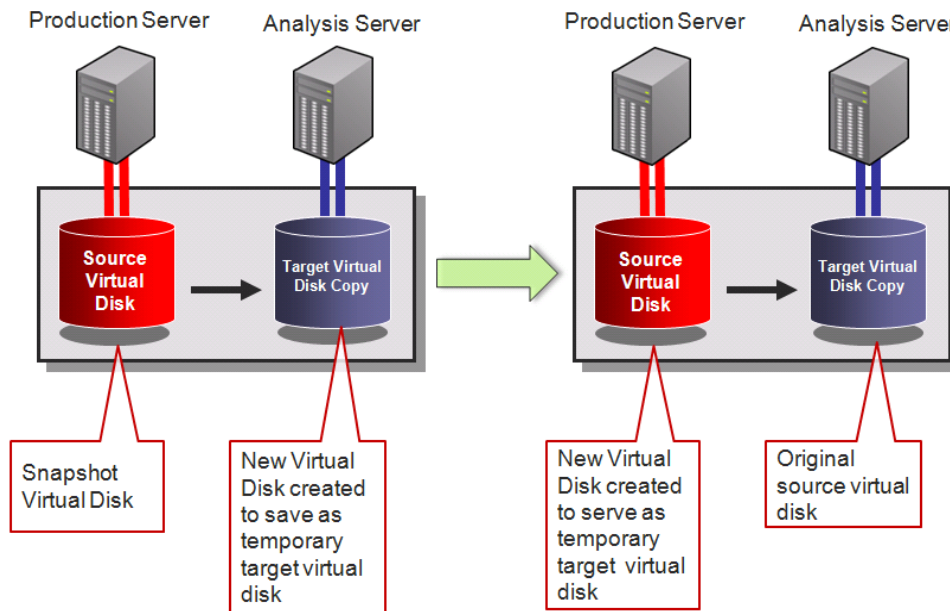 Production Server
Analysis Server
Production Server
Analysis Server
Source
Virtual
Disk
Target Virtual
Disk Copy
Source
Virtual
Disk
Target Virtual
Disk Copy
Snapshot
Virtual Disk
New Virtual
Disk created
to save as
temporary
target virtual
disk
New Virtual
Disk created
to serve as
temporary
target virtual
disk
Original
source virtual
disk